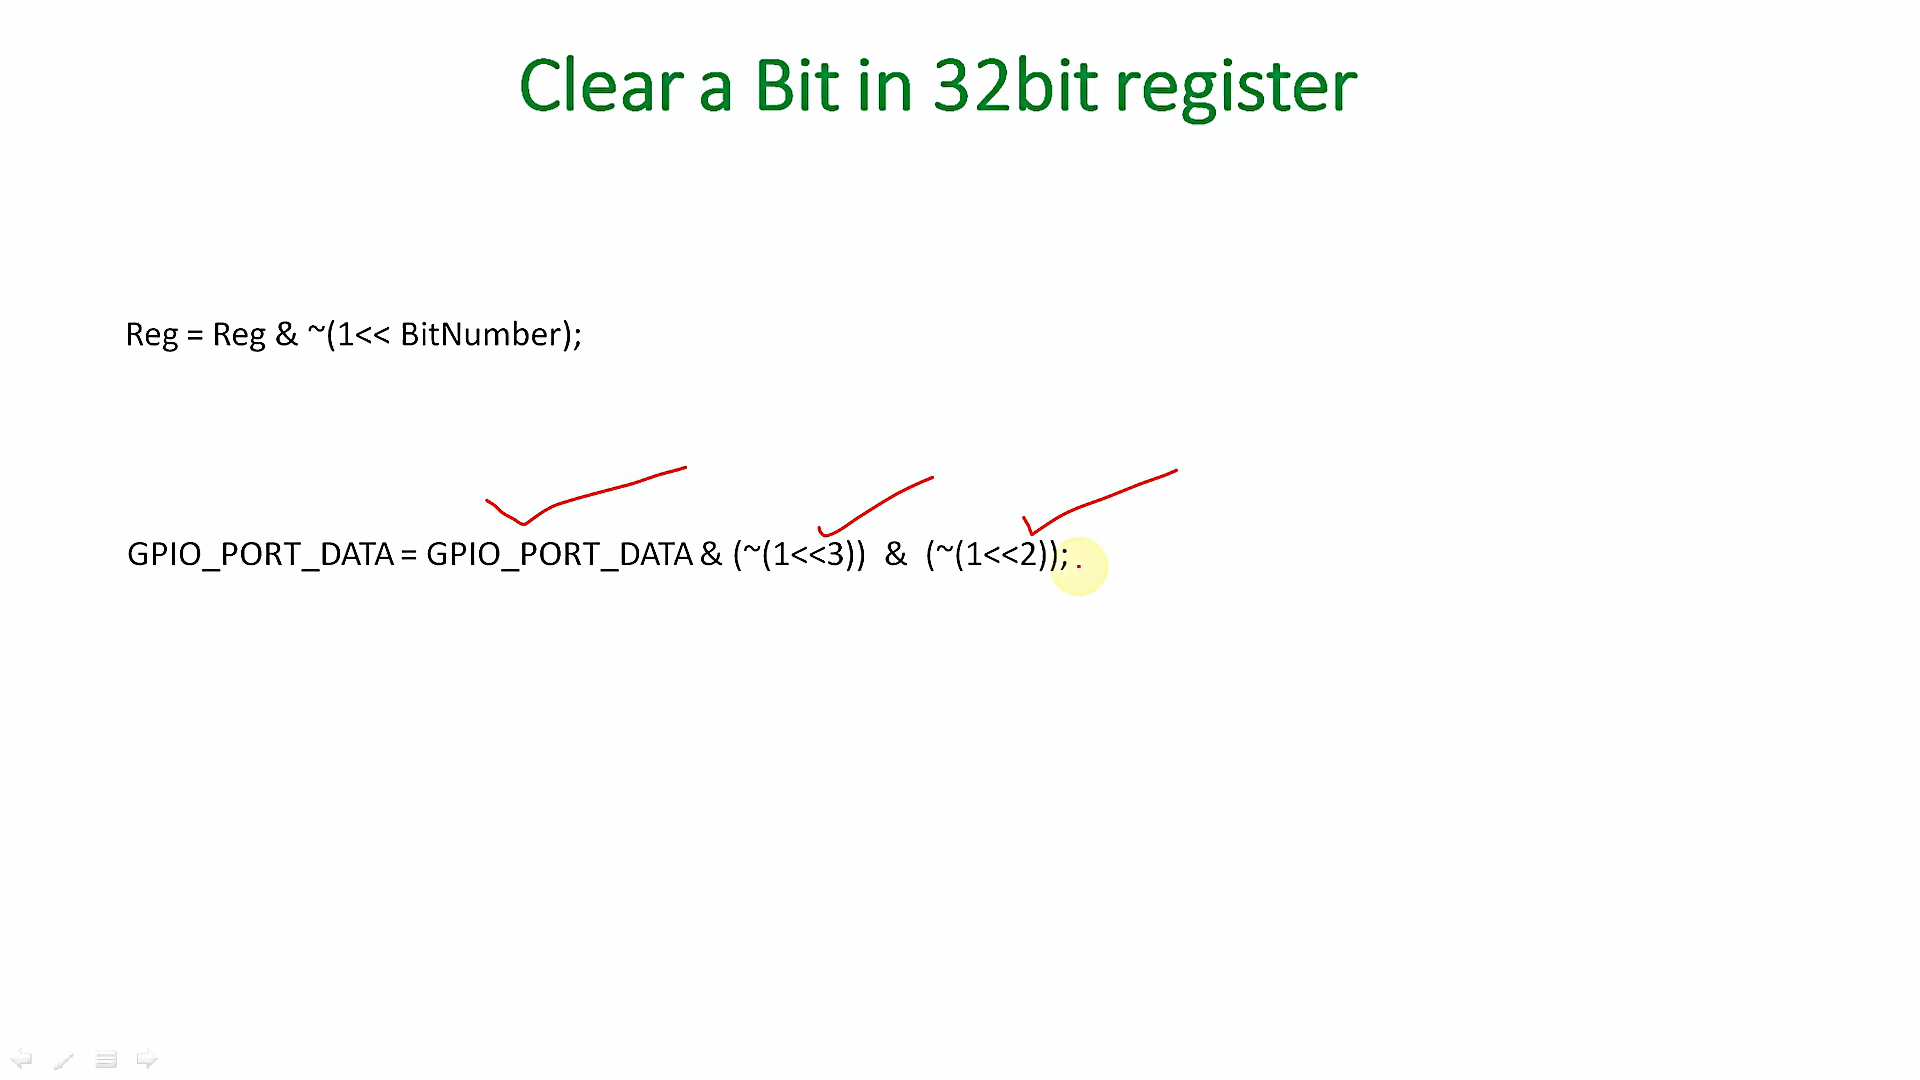 Clear a Bit in 32bit register
Reg = Reg & ~(1<< BitNumber);
GPIO_PORT_DATA = GPIO_PORT_DATA & (~(1<<3)) & (~(1<<2));